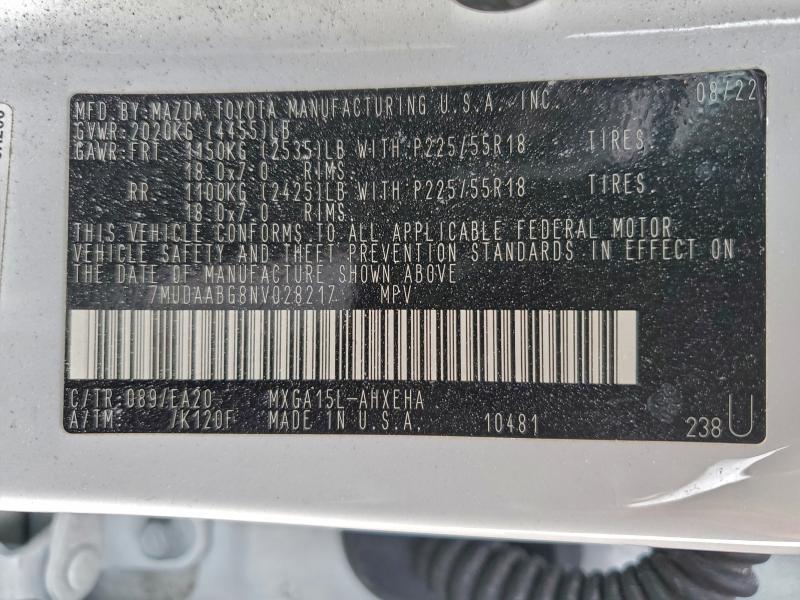 MFD.BY:MAZDA TOYOTA MANUFACTURING U.S.A.,INC. 08/22
GVWR:2020KG (4455)LB
GAWR:FRT 1450KG (2535)LB WITH P225/55R18 TIRES,
18.0x7.0 RIMS,
RR 1100KG (2425)LB WITH P225/55R18 TIRES,
18.0x7.0 RIMS.
THIS VEHICLE CONFORMS TO ALL APPLICABLE FEDERAL MOTOR
VEHICLE SAFETY AND THEFT PREVENTION STANDARDS IN EFFECT ON
THE DATE OF MANUFACTURE SHOWN ABOVE.
7MUDAABG8NV028217 MPV
C/TR:089/EA20 MXGA15L-AHXEHA
A/TM: /K120F MADE IN U.S.A. 10481 238U